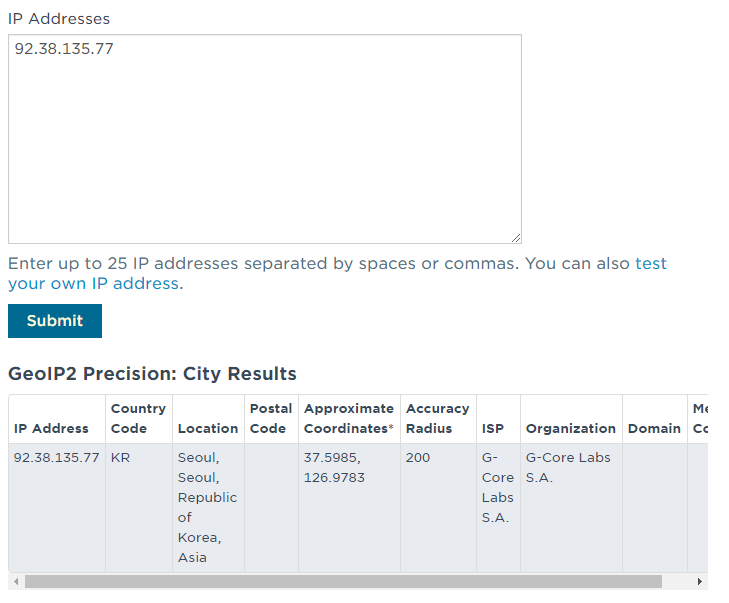 IP Addresses
92.38.135.77
Enter up to 25 IP addresses separated by spaces or commas. You can also test
your own IP address.
Submit
GeoIP2 Precision: City Results
IP Address Country Code Location Postal Code Approximate Coordinates* Accuracy Radius ISP Organization Domain
92.38.135.77 KR Seoul, Seoul, Republic of Korea, Asia 37.5985, 126.9783 200 G-Core Labs S.A. G-Core Labs S.A.